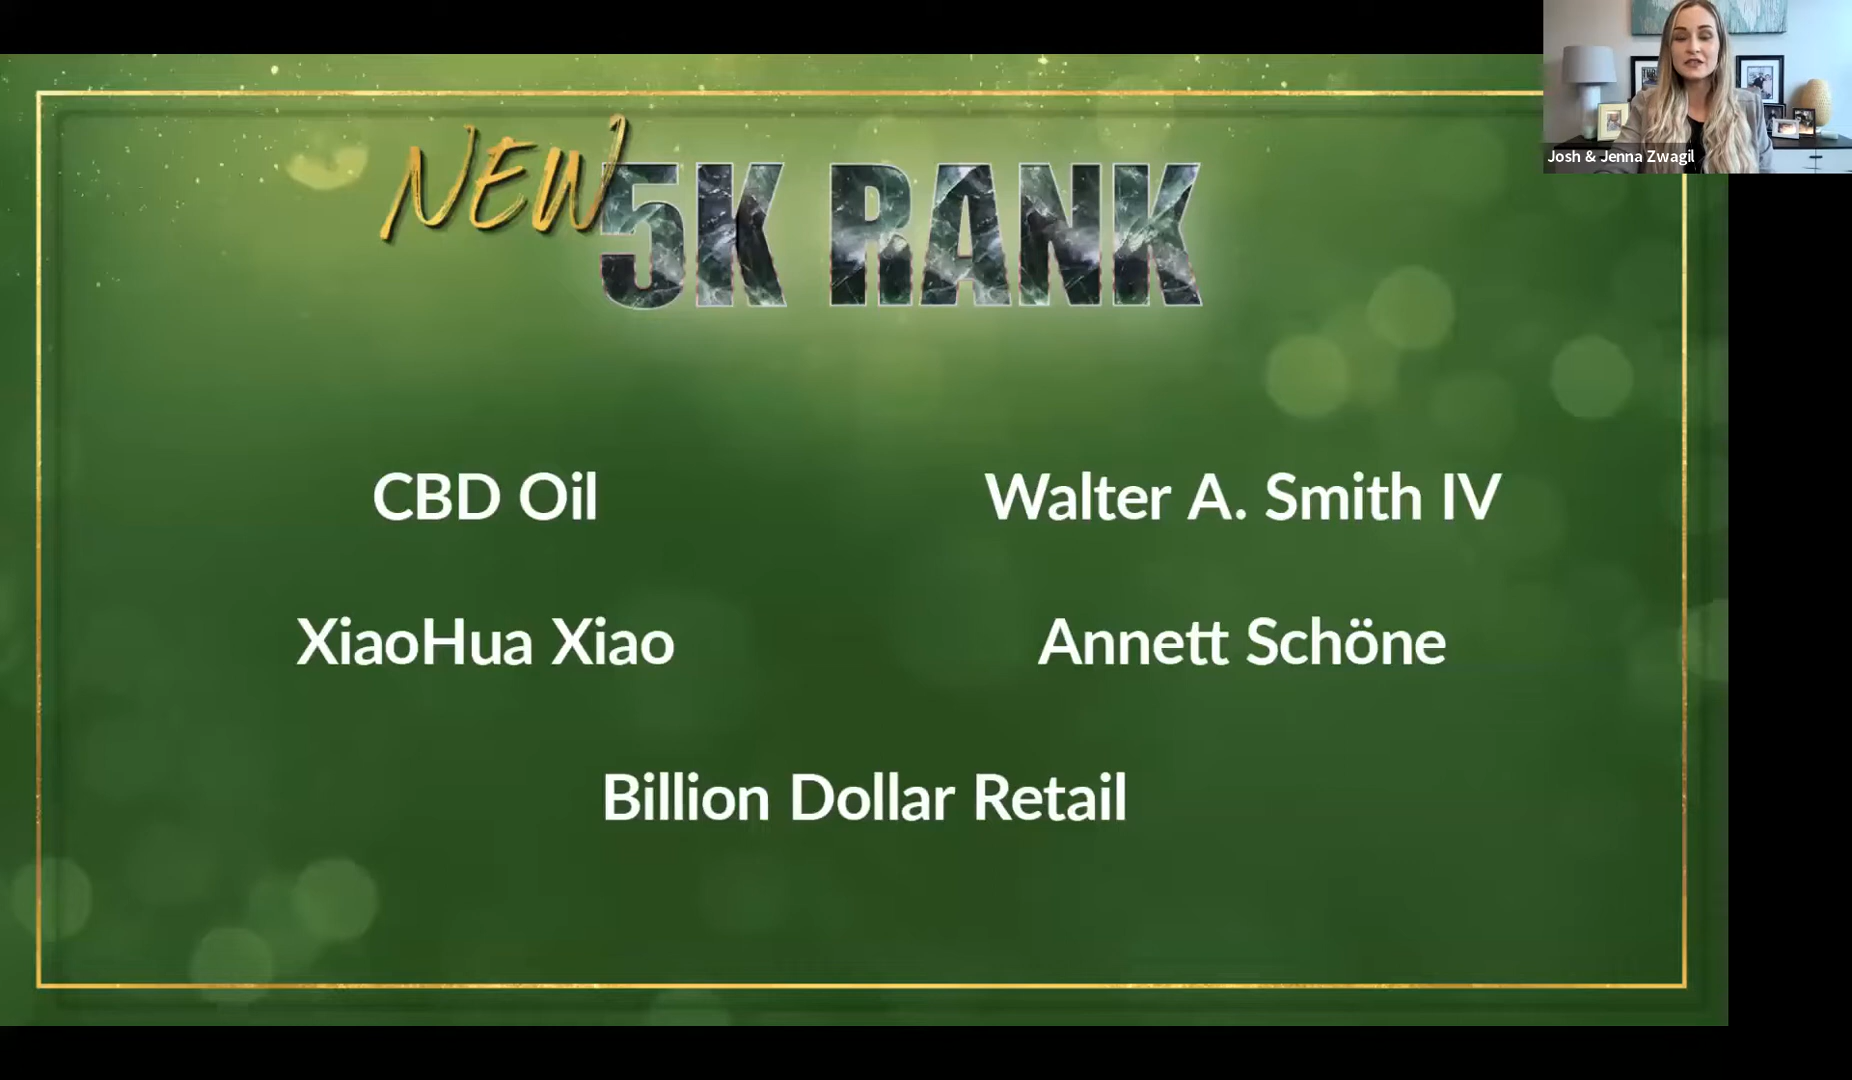 Josh & Jenna Zwagil
NEW 5K RANK
CBD Oil
Walter A. Smith IV
XiaoHua Xiao
Annett Schöne
Billion Dollar Retail